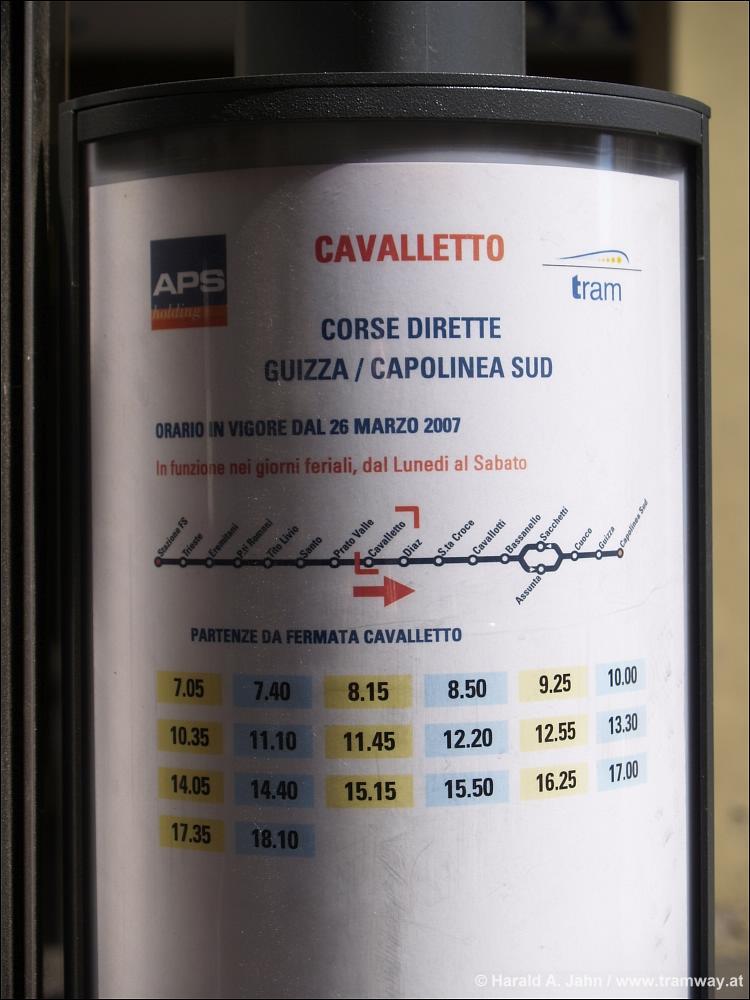 CAVALLETTO
APS
holding
tram
CORSE DIRETTE
GUIZZA / CAPOLINEA SUD
ORARIO IN VIGORE DAL 26 MARZO 2007
In funzione nei giorni feriali, dal Lunedì al Sabato
Stazione FS
Trieste
Eremitani
P.ti Romani
Tito Livio
Santo
Prato Valle
Cavalletto
Diaz
S.ta Croce
Cavallotti
Bassanello
Sacchetti
Assunta
Cuoco
Guizza
Capolinea Sud
PARTENZE DA FERMATA CAVALLETTO
7.05 7.40 8.15 8.50 9.25 10.00
10.35 11.10 11.45 12.20 12.55 13.30
14.05 14.40 15.15 15.50 16.25 17.00
17.35 18.10
© Harald A. Jahn / www.tramway.at